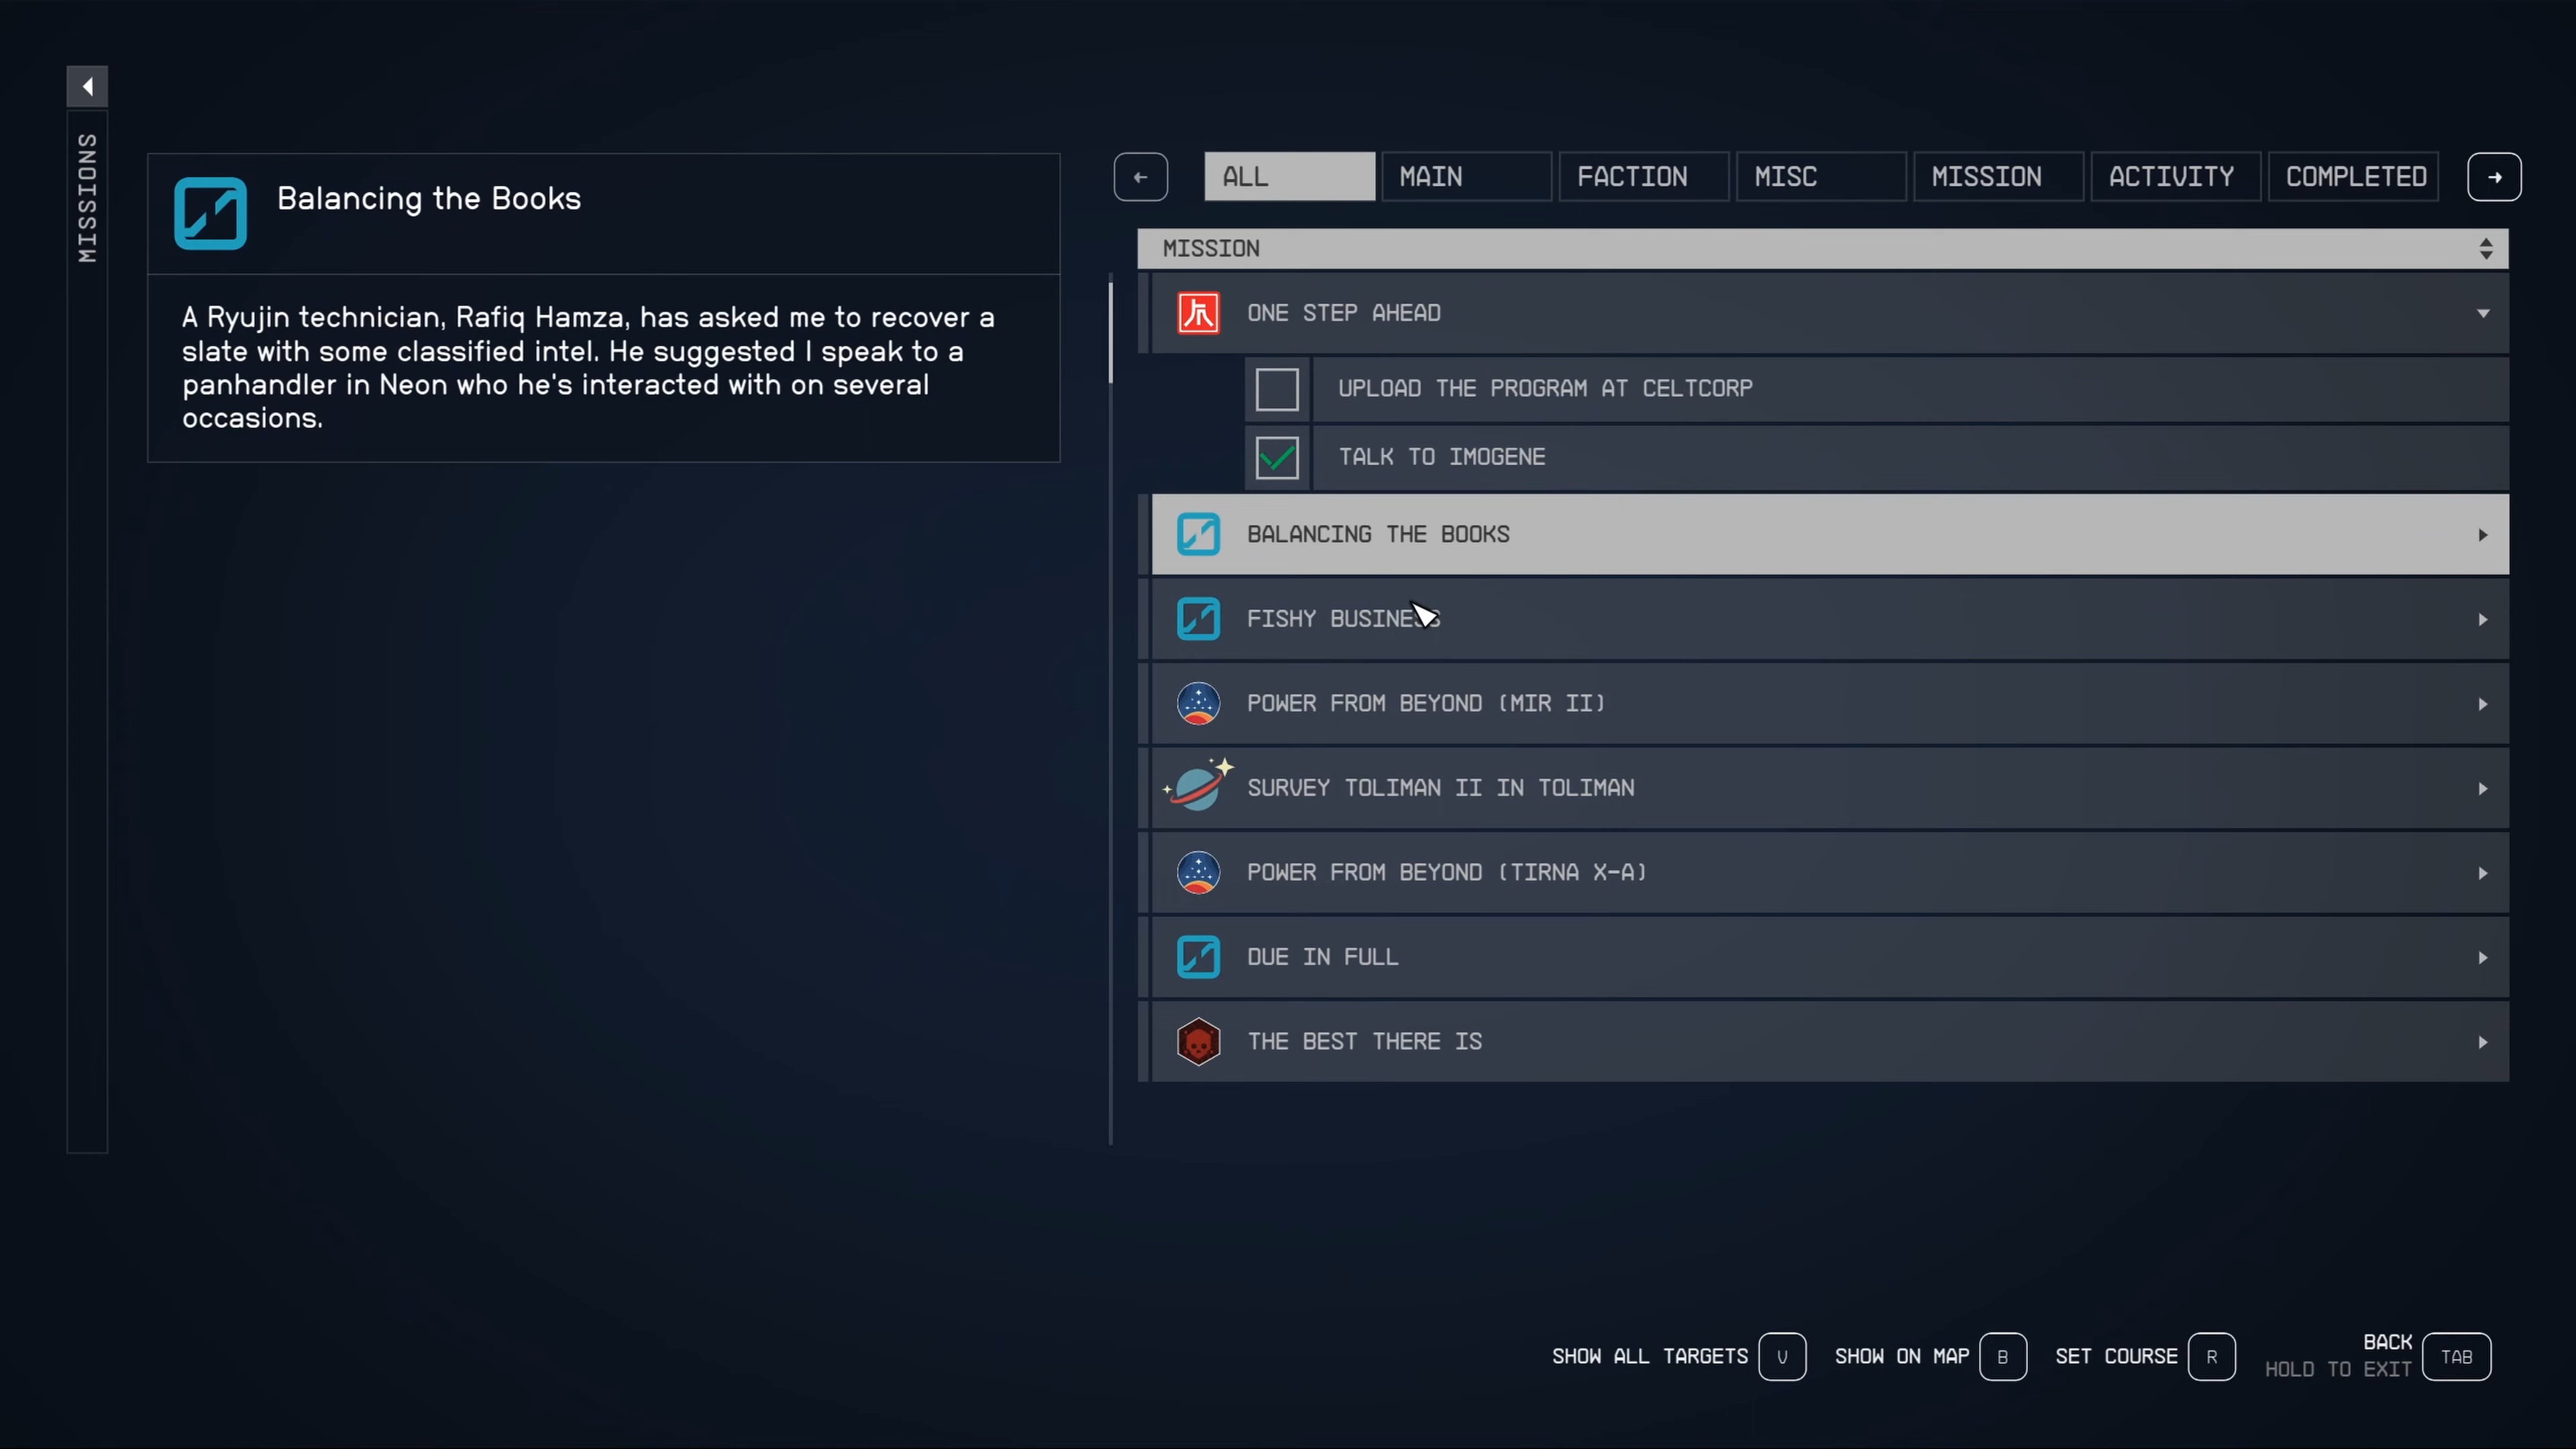 MISSIONS
Balancing the Books
A Ryujin technician, Rafiq Hamza, has asked me to recover a
slate with some classified intel. He suggested I speak to a
panhandler in Neon who he's interacted with on several
occasions.
ALL MAIN FACTION MISC MISSION ACTIVITY COMPLETED
MISSION
ONE STEP AHEAD
UPLOAD THE PROGRAM AT CELTCORP
TALK TO IMOGENE
BALANCING THE BOOKS
FISHY BUSINESS
POWER FROM BEYOND (MIR II)
SURVEY TOLIMAN II IN TOLIMAN
POWER FROM BEYOND (TIRNA X-A)
DUE IN FULL
THE BEST THERE IS
SHOW ALL TARGETS V SHOW ON MAP B SET COURSE R BACK TAB
HOLD TO EXIT